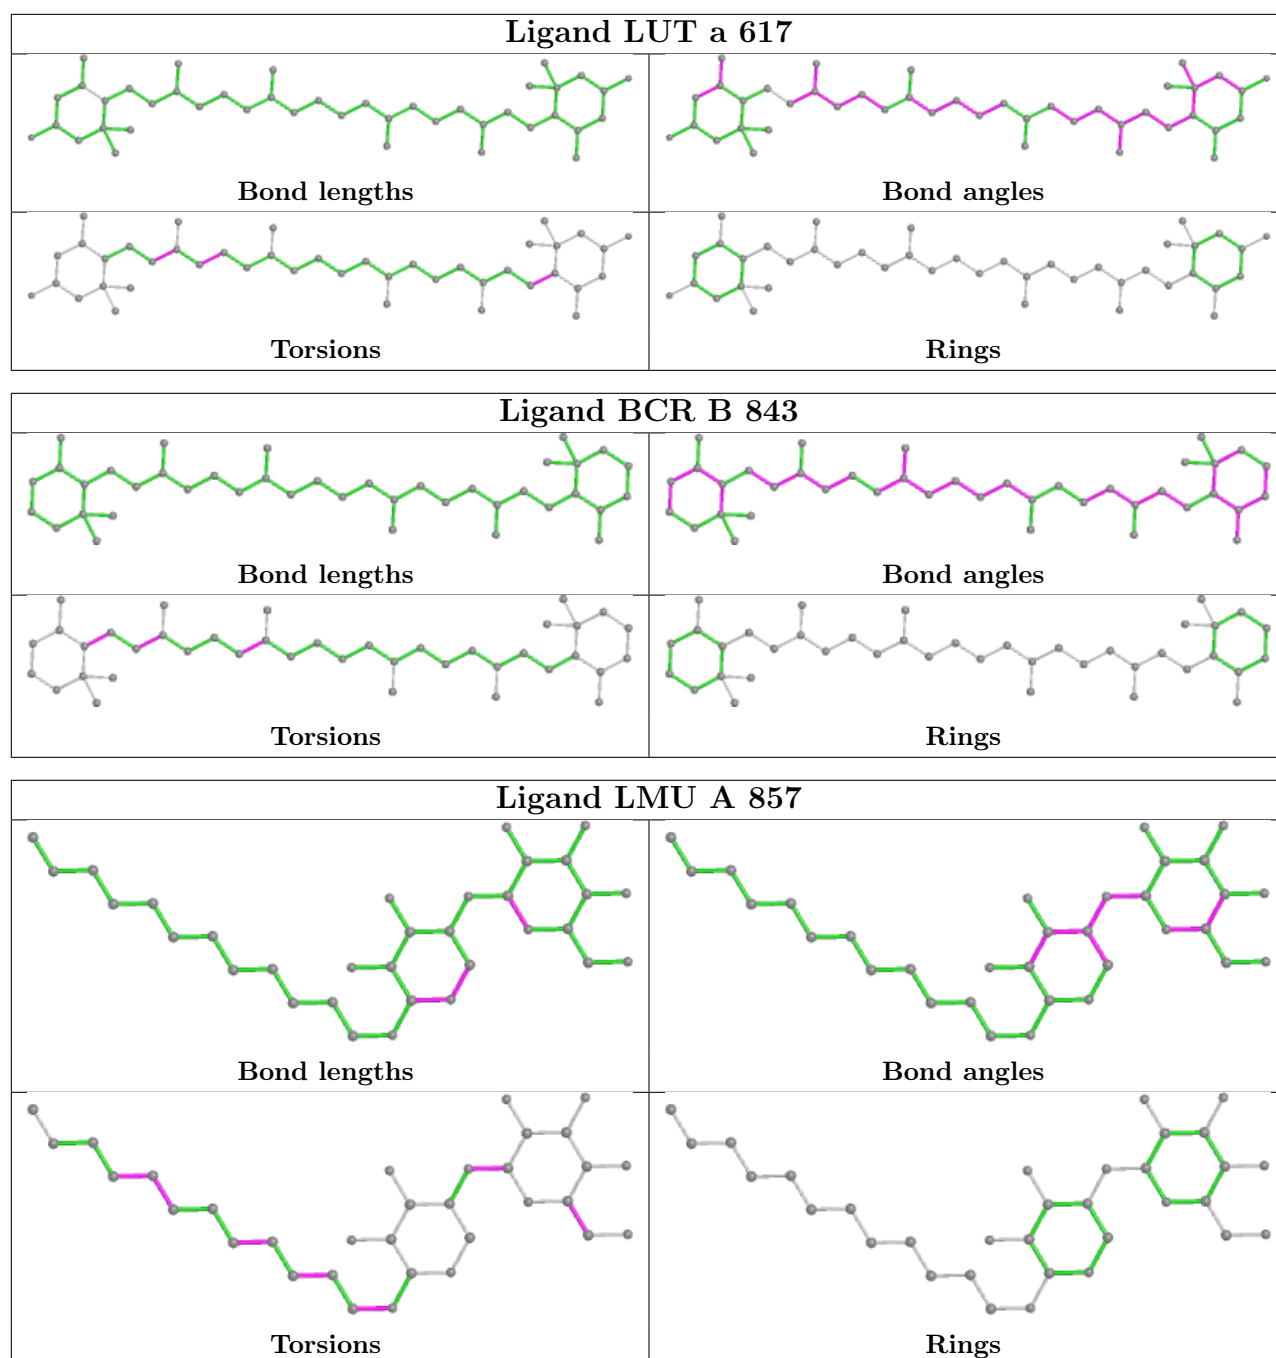 Ligand LUT a 617
Bond lengths
Bond angles
Torsions
Rings
Ligand BCR B 843
Bond lengths
Bond angles
Torsions
Rings
Ligand LMU A 857
Bond lengths
Bond angles
Torsions
Rings